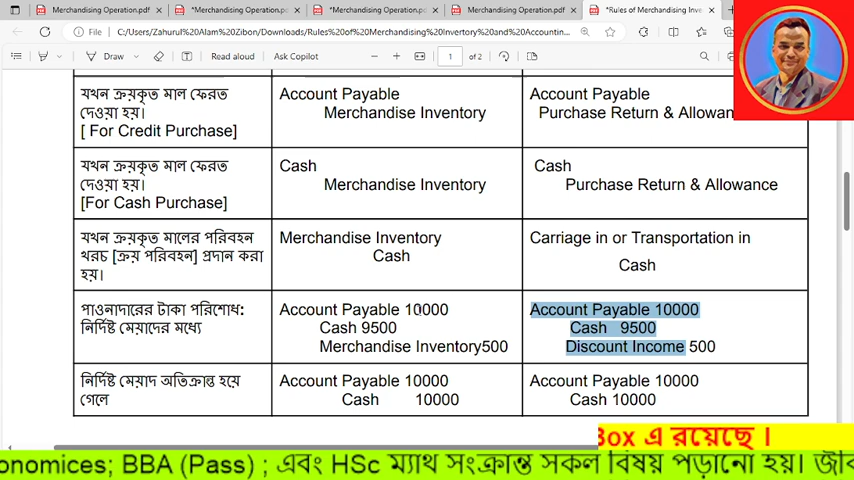 Merchandising Operation.pdf
*Merchandising Operation.pdf
*Merchandising Operation.pdf
Merchandising Operation.pdf
*Rules of Merchandising Inve
File
C:/Users/Zahurul%20Alam%20Zibon/Downloads/Rules%20of%20Merchandising%20Inventory%20and%20Accountin...
Draw
Read aloud
Ask Copilot
1 of 2
যখন ক্রয়কৃত মাল ফেরত
দেওয়া হয়।
[ For Credit Purchase]
Account Payable
Merchandise Inventory
Account Payable
Purchase Return & Allowan
যখন ক্রয়কৃত মাল ফেরত
দেওয়া হয়।
[For Cash Purchase]
Cash
Merchandise Inventory
Cash
Purchase Return & Allowance
যখন ক্রয়কৃত মালের পরিবহন
খরচ [ক্রয় পরিবহন] প্রদান করা
হয়।
Merchandise Inventory
Cash
Carriage in or Transportation in
Cash
পাওনাদারের টাকা পরিশোধ:
নির্দিষ্ট মেয়াদের মধ্যে
Account Payable 10000
Cash 9500
Merchandise Inventory500
Account Payable 10000
Cash 9500
Discount Income 500
নির্দিষ্ট মেয়াদ অতিক্রান্ত হয়ে
গেলে
Account Payable 10000
Cash 10000
Account Payable 10000
Cash 10000
Box এ রয়েছে ।
onomices; BBA (Pass) ; এবং HSc ম্যাথ সংক্রান্ত সকল বিষয় পড়ানো হয়। জীব